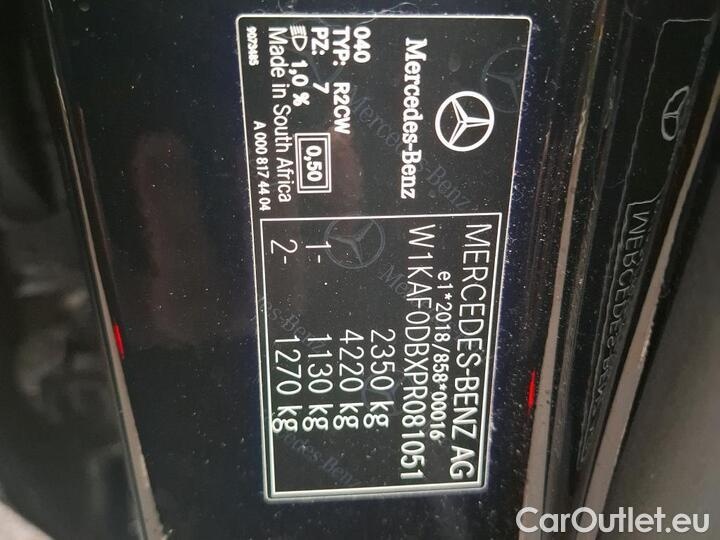 Mercedes-Benz
040
TYP: R2CW
PZ: 7
1,0 %
0,50
Made in South Africa
9079485
A 000 817 44 04
MERCEDES-BENZ AG
e1*2018/858*00016*
W1KAF0DBXPR081051
2350 kg
4220 kg
1- 1130 kg
2- 1270 kg
CarOutlet.eu